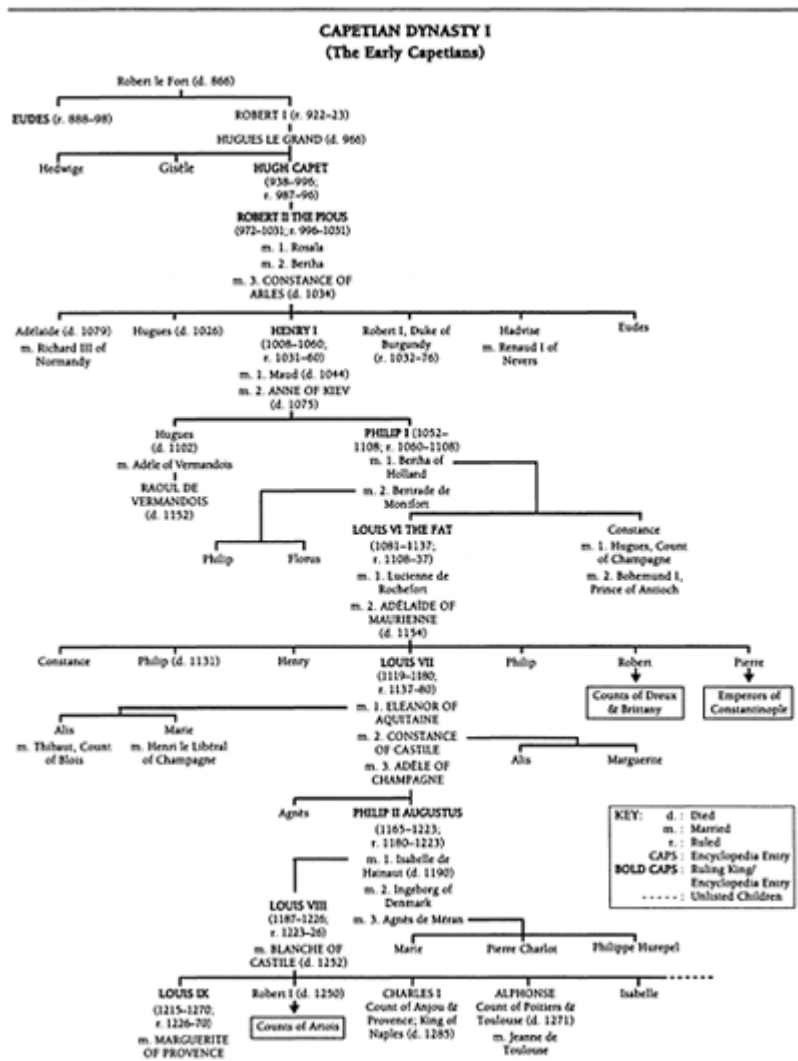 CAPETIAN DYNASTY I
(The Early Capetians)
Robert le Fort (d. 866)
EUDES (r. 888–98)
ROBERT I (r. 922–23)
HUGUES LE GRAND (d. 966)
Hedwige
Gisèle
HUGH CAPET
(938–996;
r. 987–96)
ROBERT II THE PIOUS
(972–1031; r. 996–1031)
m. 1. Rosala
m. 2. Bertha
m. 3. CONSTANCE OF
ARLES (d. 1034)
Adélaïde (d. 1079)
m. Richard III of
Normandy
Hugues (d. 1026)
HENRY I
(1008–1060;
r. 1031–60)
m. 1. Maud (d. 1044)
m. 2. ANNE OF KIEV
(d. 1075)
Robert I, Duke of
Burgundy
(r. 1032–76)
Hadvise
m. Renaud I of
Nevers
Eudes
Hugues
(d. 1102)
m. Adèle of Vermandois
RAOUL DE
VERMANDOIS
(d. 1152)
PHILIP I (1052–
1108; r. 1060–1108)
m. 1. Bertha of
Holland
m. 2. Bertrade de
Montfort
Philip
Florus
LOUIS VI THE FAT
(1081–1137;
r. 1108–37)
m. 1. Lucienne de
Rochefort
m. 2. ADÉLAÏDE OF
MAURIENNE
(d. 1154)
Constance
m. 1. Hugues, Count
of Champagne
m. 2. Bohemund I,
Prince of Antioch
Constance
Philip (d. 1131)
Henry
LOUIS VII
(1119–1180;
r. 1137–80)
m. 1. ELEANOR OF
AQUITAINE
m. 2. CONSTANCE
OF CASTILE
m. 3. ADÈLE OF
CHAMPAGNE
Philip
Robert
Counts of Dreux
& Brittany
Pierre
Emperors of
Constantinople
Alis
m. Thibaut, Count
of Blois
Marie
m. Henri le Libéral
of Champagne
Alis
Marguerite
Agnès
PHILIP II AUGUSTUS
(1165–1223;
r. 1180–1223)
m. 1. Isabelle de
Hainaut (d. 1190)
m. 2. Ingeborg of
Denmark
m. 3. Agnès de Méran
KEY: d. : Died
m. : Married
r. : Ruled
CAPS : Encyclopedia Entry
BOLD CAPS : Ruling King/
Encyclopedia Entry
----- : Unlisted Children
LOUIS VIII
(1187–1226;
r. 1223–26)
m. BLANCHE OF
CASTILE (d. 1252)
Marie
Pierre Charlot
Philippe Hurepel
LOUIS IX
(1215–1270;
r. 1226–70)
m. MARGUERITE
OF PROVENCE
Robert I (d. 1250)
Counts of Artois
CHARLES I
Count of Anjou &
Provence; King of
Naples (d. 1285)
ALPHONSE
Count of Poitiers &
Toulouse (d. 1271)
m. Jeanne de
Toulouse
Isabelle